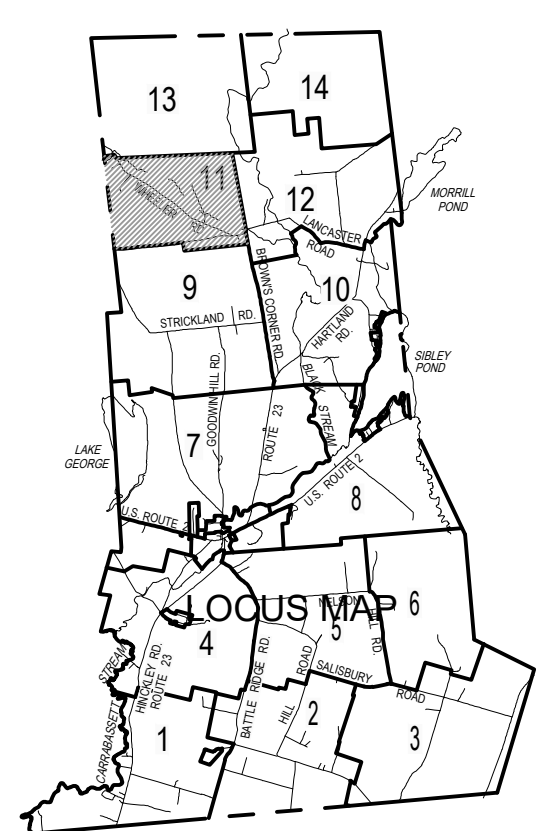 13
14
11
WHEELER RD.
12
MORRILL
POND
LANCASTER
ROAD
9
BROWN'S CORNER RD.
10
STRICKLAND RD.
HARTLAND
RD.
SIBLEY
POND
GOODWIN HILL RD.
BLACK
STREAM
ROUTE 23
7
LAKE
GEORGE
U.S. ROUTE 2
8
U.S. ROUTE 2
LOCUS MAP
NELSON
HILL RD.
6
5
4
HINCKLEY RD.
ROUTE 23
BATTLE RIDGE RD.
SALISBURY
ROAD
HILL
ROAD
CARRABASSETT
STREAM
2
1
3